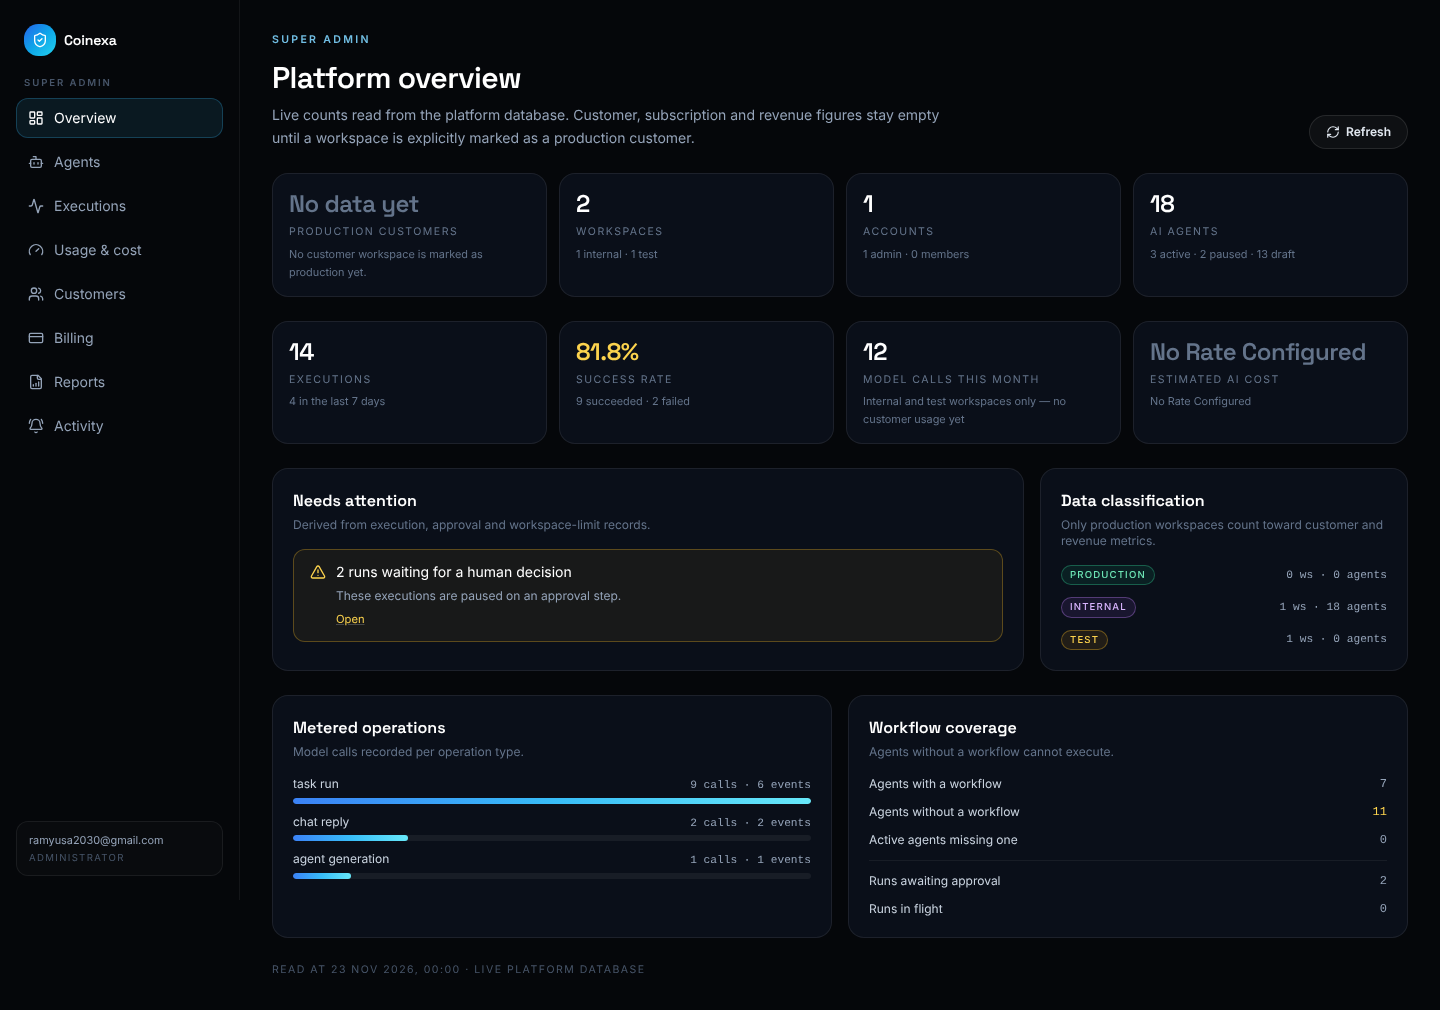 Coinexa
SUPER ADMIN
Overview
Agents
Executions
Usage & cost
Customers
Billing
Reports
Activity
ramyusa2030@gmail.com
ADMINISTRATOR
SUPER ADMIN
Platform overview
Live counts read from the platform database. Customer, subscription and revenue figures stay empty
until a workspace is explicitly marked as a production customer.
Refresh
No data yet
PRODUCTION CUSTOMERS
No customer workspace is marked as
production yet.
2
WORKSPACES
1 internal · 1 test
1
ACCOUNTS
1 admin · 0 members
18
AI AGENTS
3 active · 2 paused · 13 draft
14
EXECUTIONS
4 in the last 7 days
81.8%
SUCCESS RATE
9 succeeded · 2 failed
12
MODEL CALLS THIS MONTH
Internal and test workspaces only — no
customer usage yet
No Rate Configured
ESTIMATED AI COST
No Rate Configured
Needs attention
Derived from execution, approval and workspace-limit records.
2 runs waiting for a human decision
These executions are paused on an approval step.
Open
Data classification
Only production workspaces count toward customer and
revenue metrics.
PRODUCTION 0 ws · 0 agents
INTERNAL 1 ws · 18 agents
TEST 1 ws · 0 agents
Metered operations
Model calls recorded per operation type.
task run 9 calls · 6 events
chat reply 2 calls · 2 events
agent generation 1 calls · 1 events
Workflow coverage
Agents without a workflow cannot execute.
Agents with a workflow 7
Agents without a workflow 11
Active agents missing one 0
Runs awaiting approval 2
Runs in flight 0
READ AT 23 NOV 2026, 00:00 · LIVE PLATFORM DATABASE